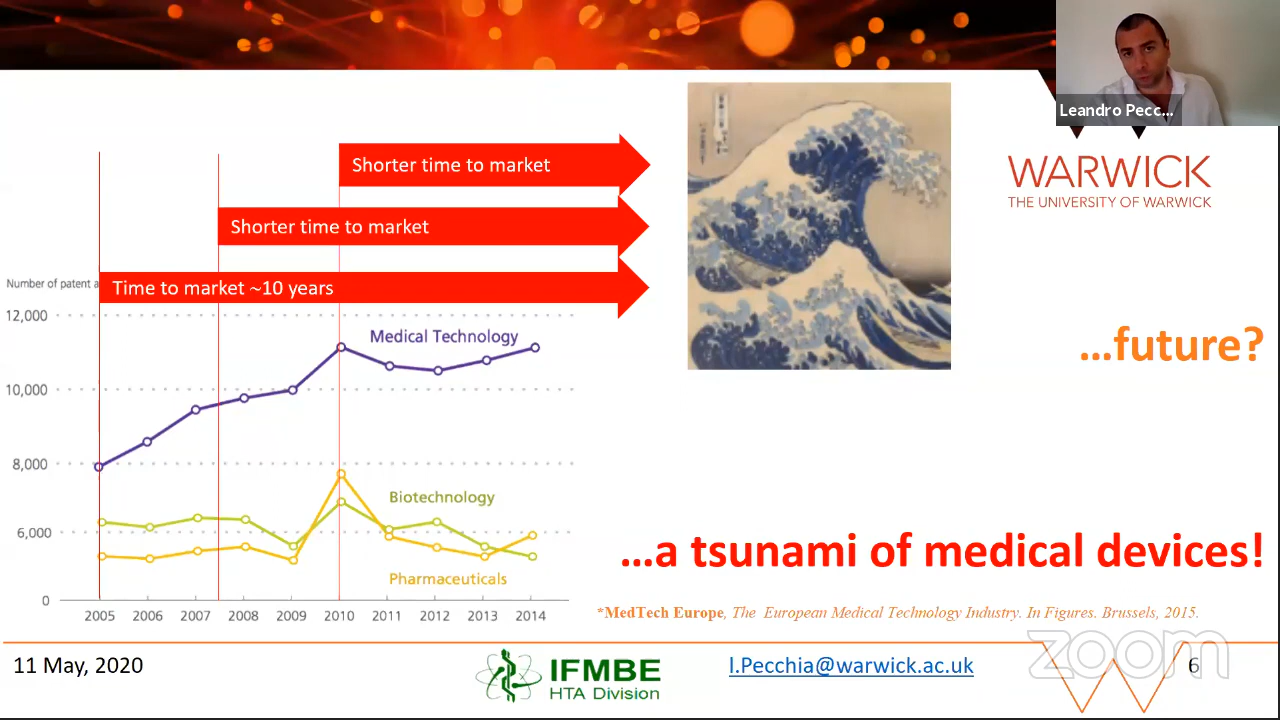 Leandro Pecc...
WARWICK
THE UNIVERSITY OF WARWICK
Shorter time to market
Shorter time to market
Number of patent a
Time to market ~10 years
12,000
10,000
8,000
6,000
0
Medical Technology
Biotechnology
Pharmaceuticals
2005 2006 2007 2008 2009 2010 2011 2012 2013 2014
...future?
...a tsunami of medical devices!
*MedTech Europe, The European Medical Technology Industry. In Figures. Brussels, 2015.
11 May, 2020
IFMBE
HTA Division
l.Pecchia@warwick.ac.uk
zoom
6